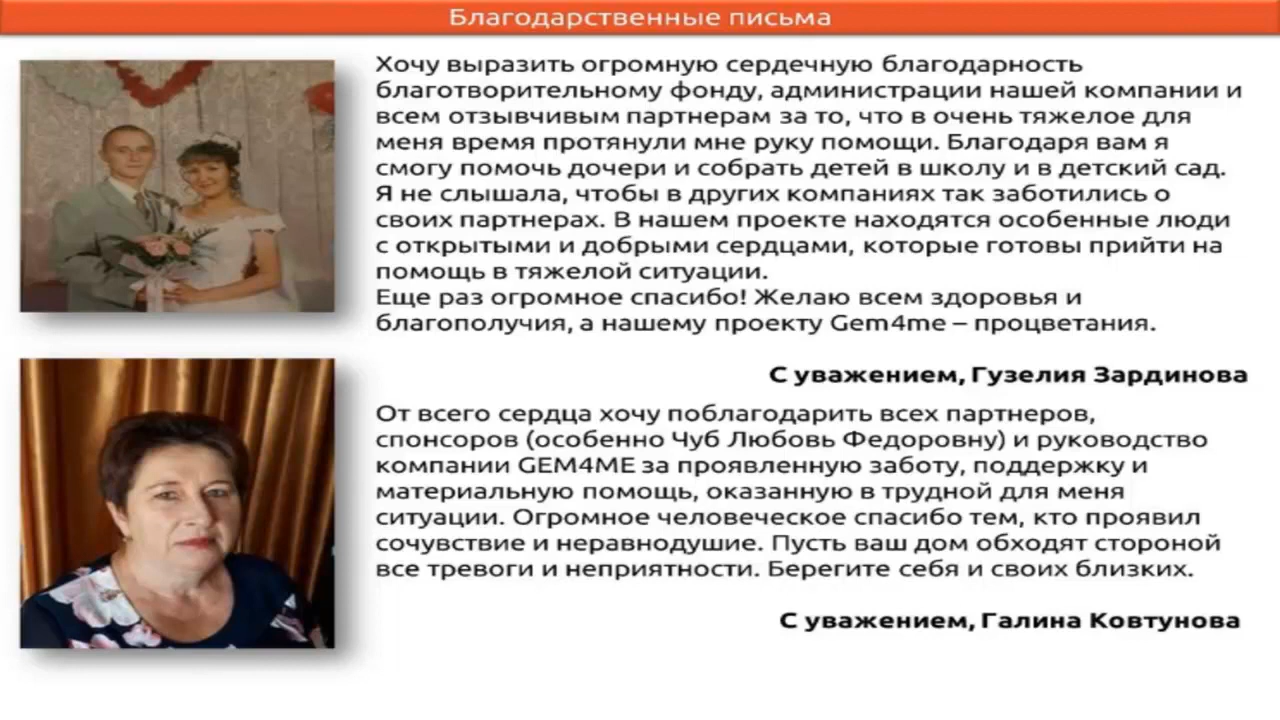 Благодарственные письма
Хочу выразить огромную сердечную благодарность
благотворительному фонду, администрации нашей компании и
всем отзывчивым партнерам за то, что в очень тяжелое для
меня время протянули мне руку помощи. Благодаря вам я
смогу помочь дочери и собрать детей в школу и в детский сад.
Я не слышала, чтобы в других компаниях так заботились о
своих партнерах. В нашем проекте находятся особенные люди
с открытыми и добрыми сердцами, которые готовы прийти на
помощь в тяжелой ситуации.
Еще раз огромное спасибо! Желаю всем здоровья и
благополучия, а нашему проекту Gem4me – процветания.
С уважением, Гузелия Зардинова
От всего сердца хочу поблагодарить всех партнеров,
спонсоров (особенно Чуб Любовь Федоровну) и руководство
компании GEM4ME за проявленную заботу, поддержку и
материальную помощь, оказанную в трудной для меня
ситуации. Огромное человеческое спасибо тем, кто проявил
сочувствие и неравнодушие. Пусть ваш дом обходят стороной
все тревоги и неприятности. Берегите себя и своих близких.
С уважением, Галина Ковтунова